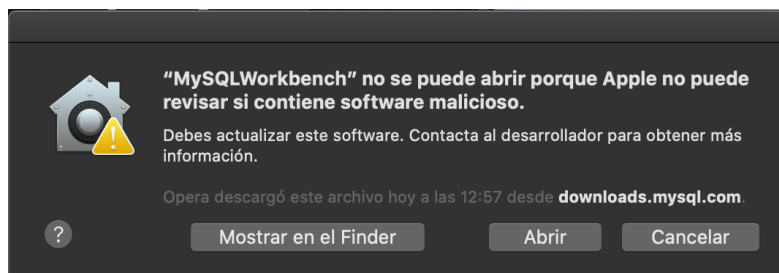 “MySQLWorkbench” no se puede abrir porque Apple no puede
revisar si contiene software malicioso.
Debes actualizar este software. Contacta al desarrollador para obtener más
información.
Opera descargó este archivo hoy a las 12:57 desde downloads.mysql.com.
?
Mostrar en el Finder
Abrir
Cancelar